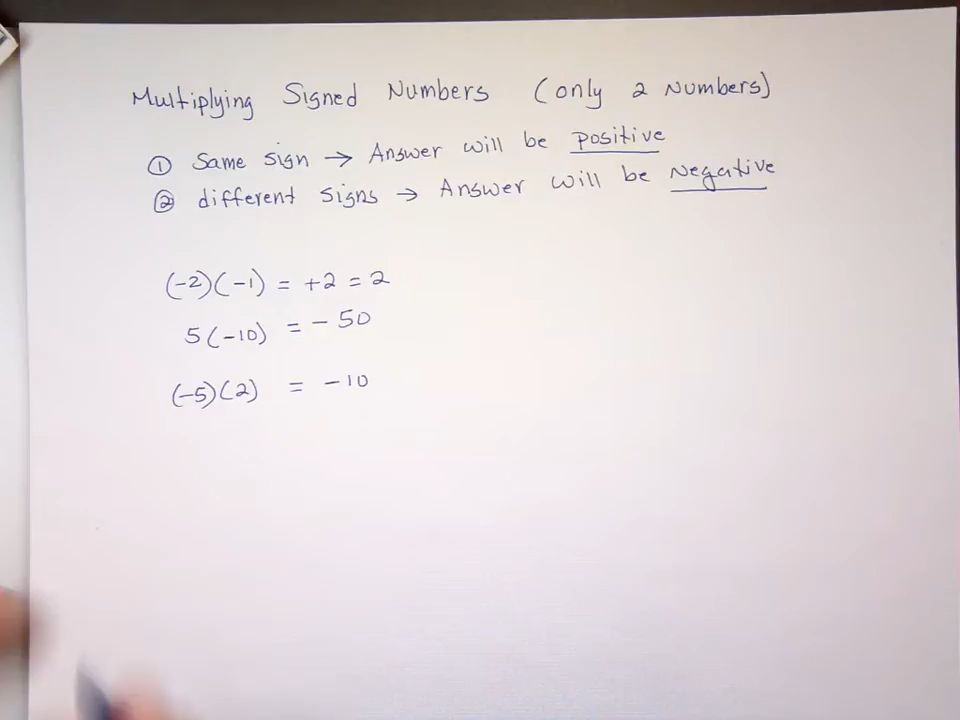 Multiplying Signed Numbers (only 2 Numbers)
① Same sign → Answer will be positive
② different signs → Answer will be Negative
(-2)(-1) = +2 = 2
5(-10) = - 50
(-5)(2) = -10